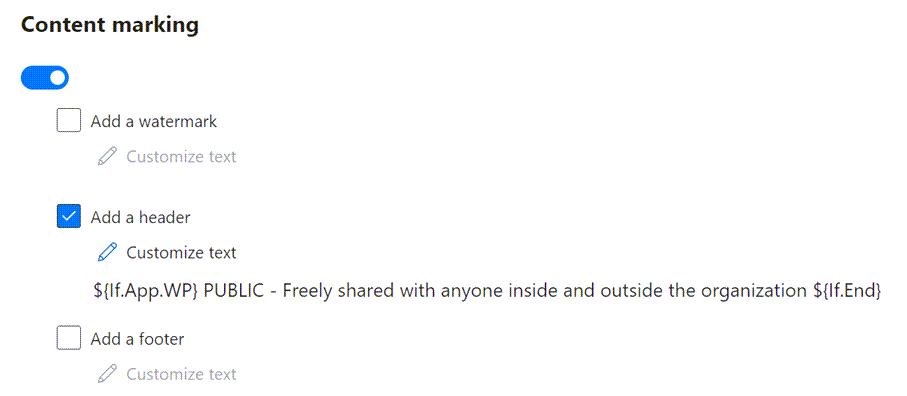 Content marking
Add a watermark
Customize text
Add a header
Customize text
${If.App.WP} PUBLIC - Freely shared with anyone inside and outside the organization ${If.End}
Add a footer
Customize text